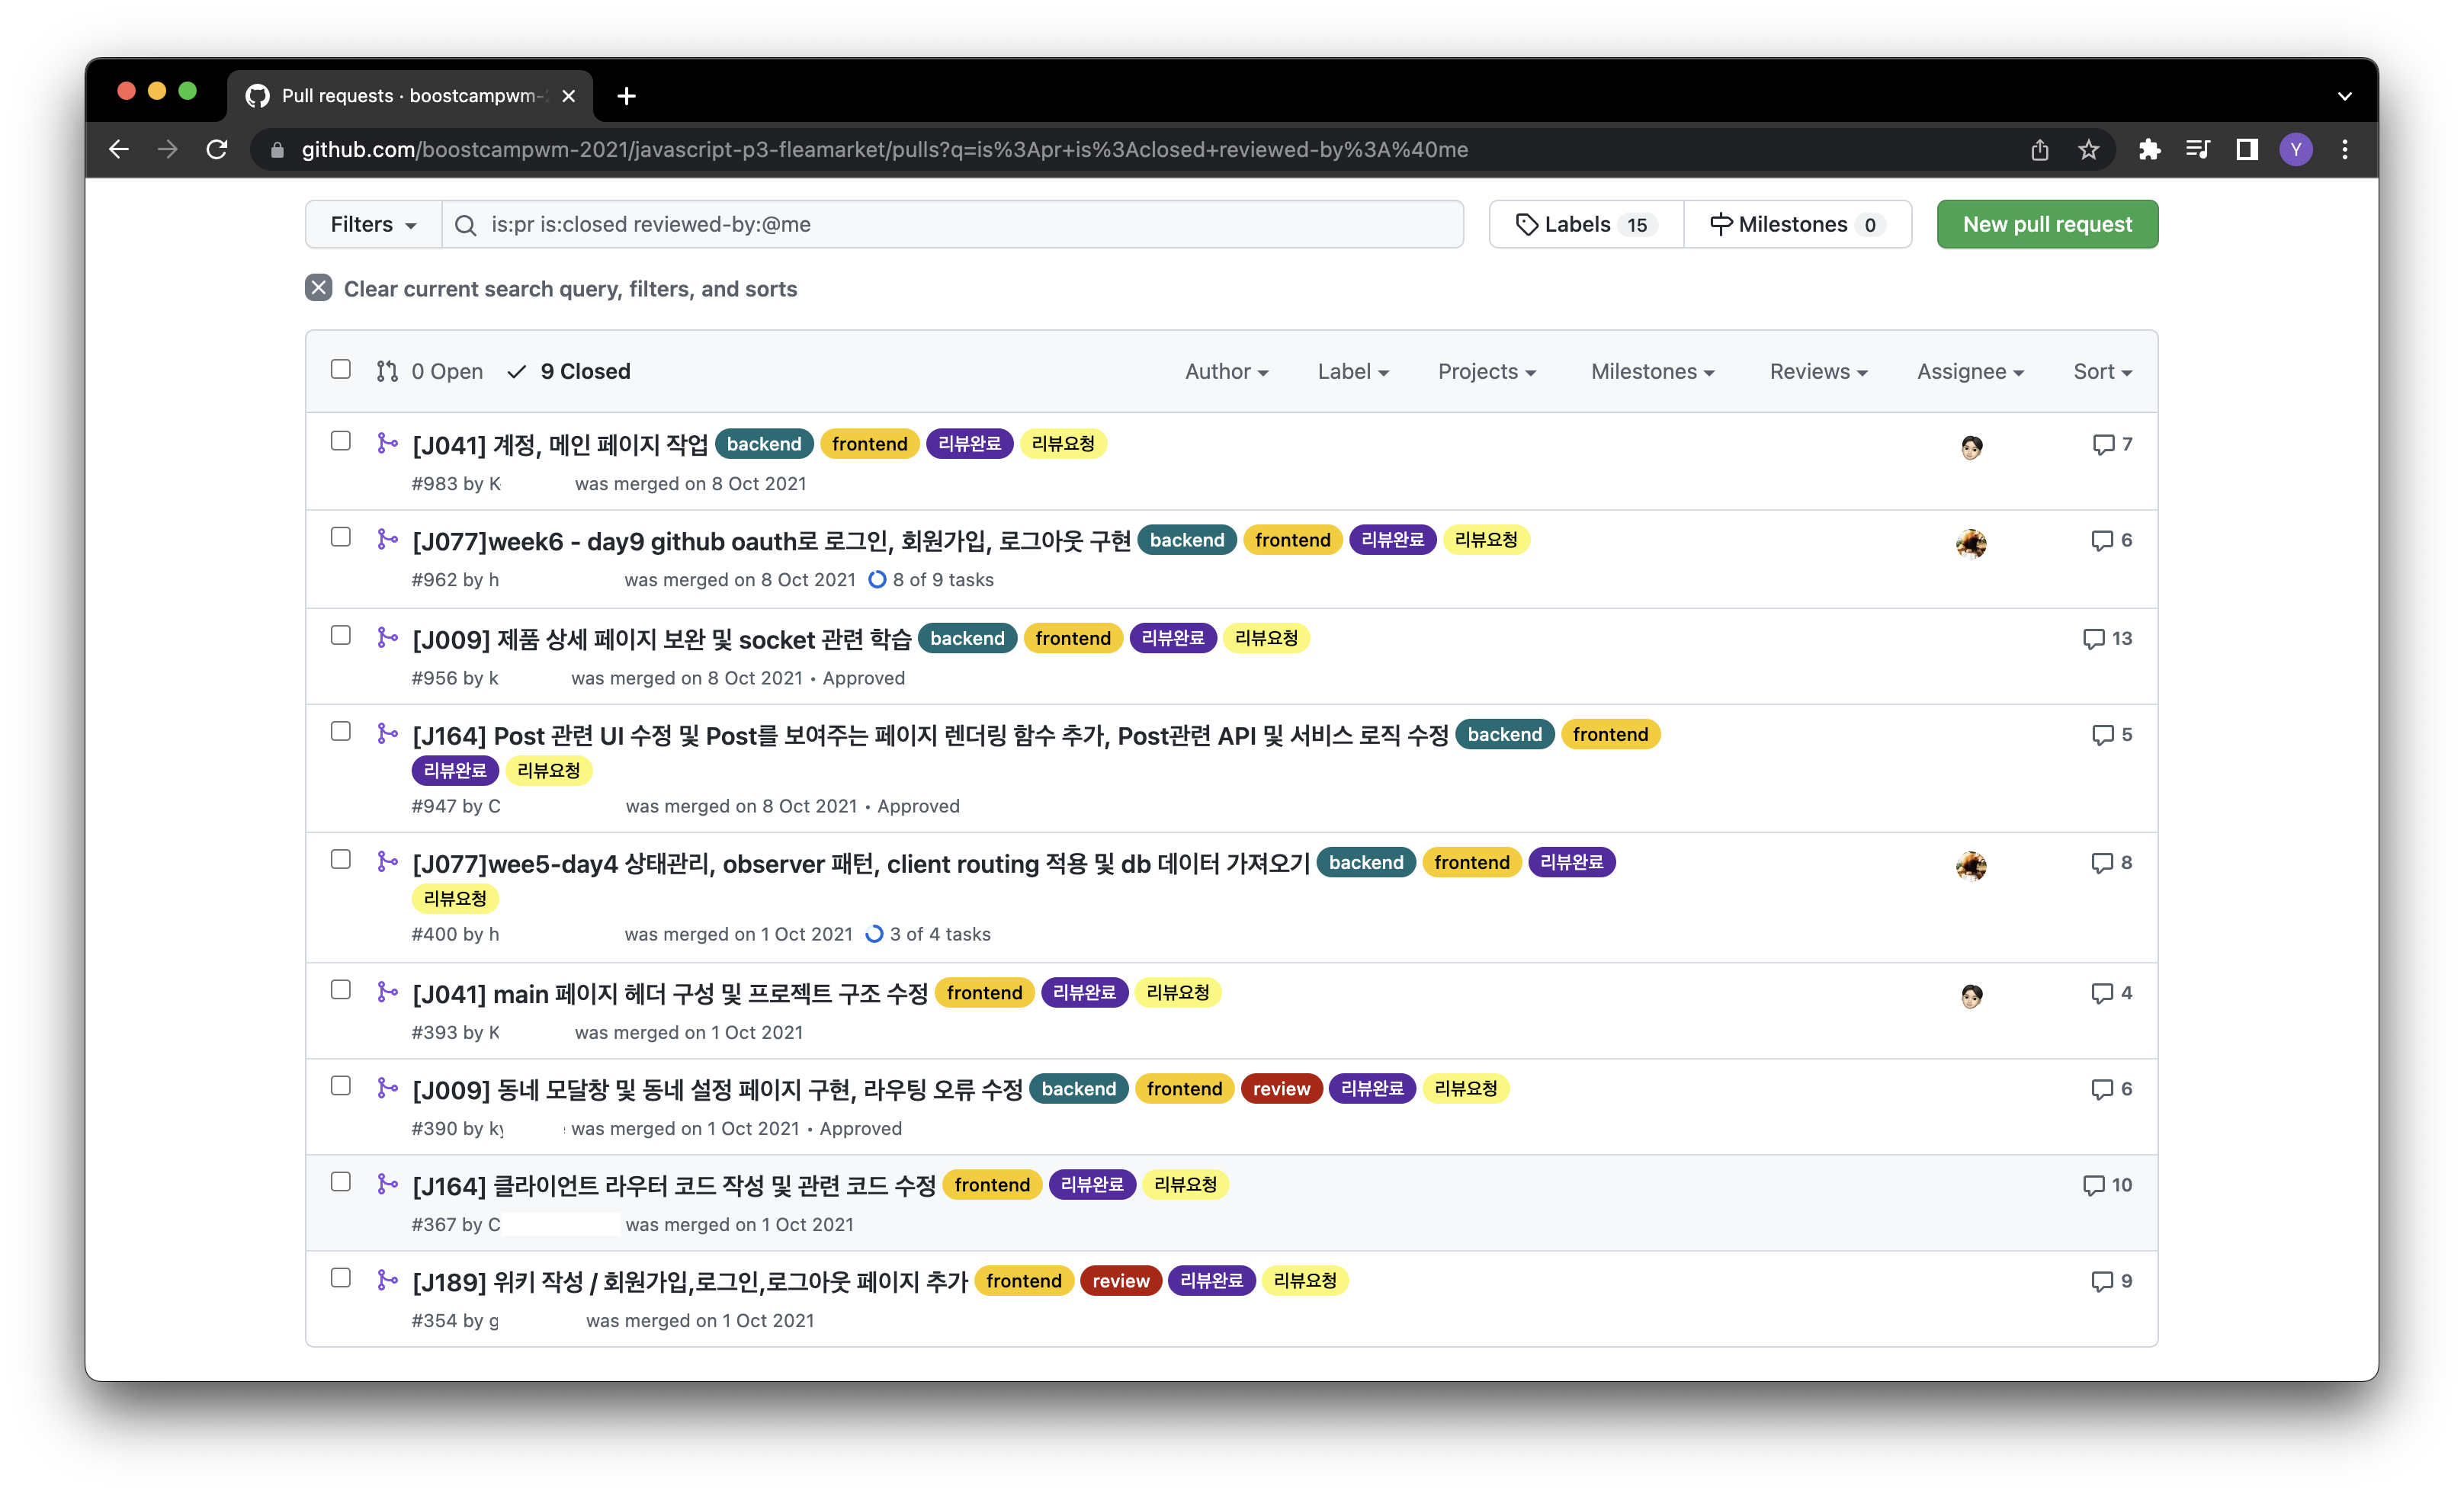 Pull requests · boostcampwm-2
github.com/boostcampwm-2021/javascript-p3-fleamarket/pulls?q=is%3Apr+is%3Aclosed+reviewed-by%3A%40me
Y
Filters
is:pr is:closed reviewed-by:@me
Labels 15
Milestones 0
New pull request
Clear current search query, filters, and sorts
0 Open 9 Closed Author Label Projects Milestones Reviews Assignee Sort
[J041] 계정, 메인 페이지 작업 backend frontend 리뷰완료 리뷰요청 7
#983 by K was merged on 8 Oct 2021
[J077]week6 - day9 github oauth로 로그인, 회원가입, 로그아웃 구현 backend frontend 리뷰완료 리뷰요청 6
#962 by h was merged on 8 Oct 2021 8 of 9 tasks
[J009] 제품 상세 페이지 보완 및 socket 관련 학습 backend frontend 리뷰완료 리뷰요청 13
#956 by k was merged on 8 Oct 2021 • Approved
[J164] Post 관련 UI 수정 및 Post를 보여주는 페이지 렌더링 함수 추가, Post관련 API 및 서비스 로직 수정 backend frontend 5
리뷰완료 리뷰요청
#947 by C was merged on 8 Oct 2021 • Approved
[J077]wee5-day4 상태관리, observer 패턴, client routing 적용 및 db 데이터 가져오기 backend frontend 리뷰완료 8
리뷰요청
#400 by h was merged on 1 Oct 2021 3 of 4 tasks
[J041] main 페이지 헤더 구성 및 프로젝트 구조 수정 frontend 리뷰완료 리뷰요청 4
#393 by K was merged on 1 Oct 2021
[J009] 동네 모달창 및 동네 설정 페이지 구현, 라우팅 오류 수정 backend frontend review 리뷰완료 리뷰요청 6
#390 by ky was merged on 1 Oct 2021 • Approved
[J164] 클라이언트 라우터 코드 작성 및 관련 코드 수정 frontend 리뷰완료 리뷰요청 10
#367 by C was merged on 1 Oct 2021
[J189] 위키 작성 / 회원가입,로그인,로그아웃 페이지 추가 frontend review 리뷰완료 리뷰요청 9
#354 by g was merged on 1 Oct 2021